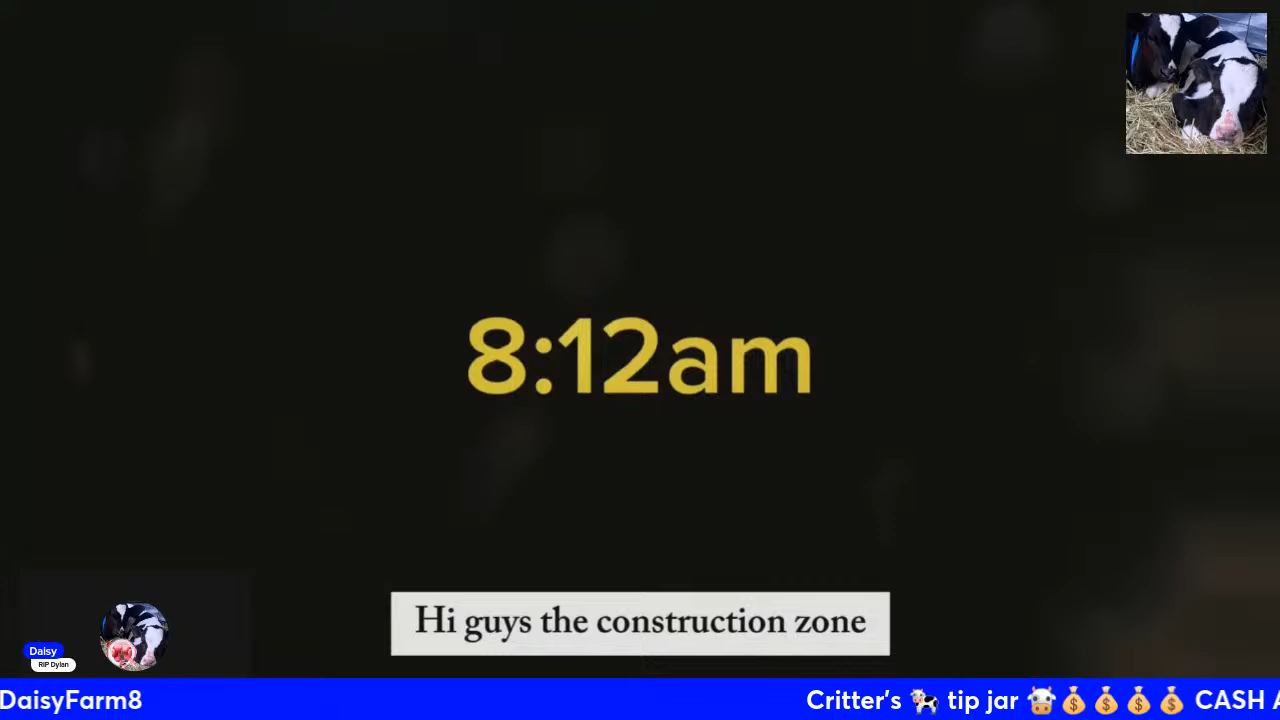 8:12am
Hi guys the construction zone
Daisy
RIP Dylan
DaisyFarm8
Critter's 🐄 tip jar 🐮💰💰💰💰 CASH A